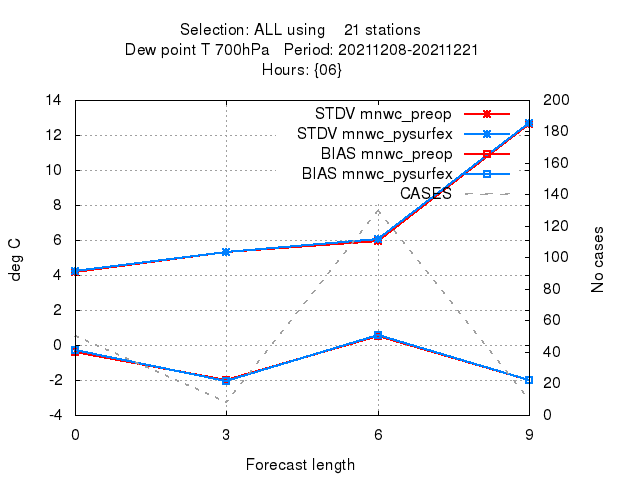 Selection: ALL using    21 stations
Dew point T 700hPa   Period: 20211208-20211221
Hours: {06}
14 200
STDV mnwc_preop
12 180
STDV mnwc_pysurfex
10 160
BIAS mnwc_preop
BIAS mnwc_pysurfex
8 140
CASES
6 120
4 100
2 80
0 60
-2 40
-4 20
0
deg C
No cases
0 3 6 9
Forecast length